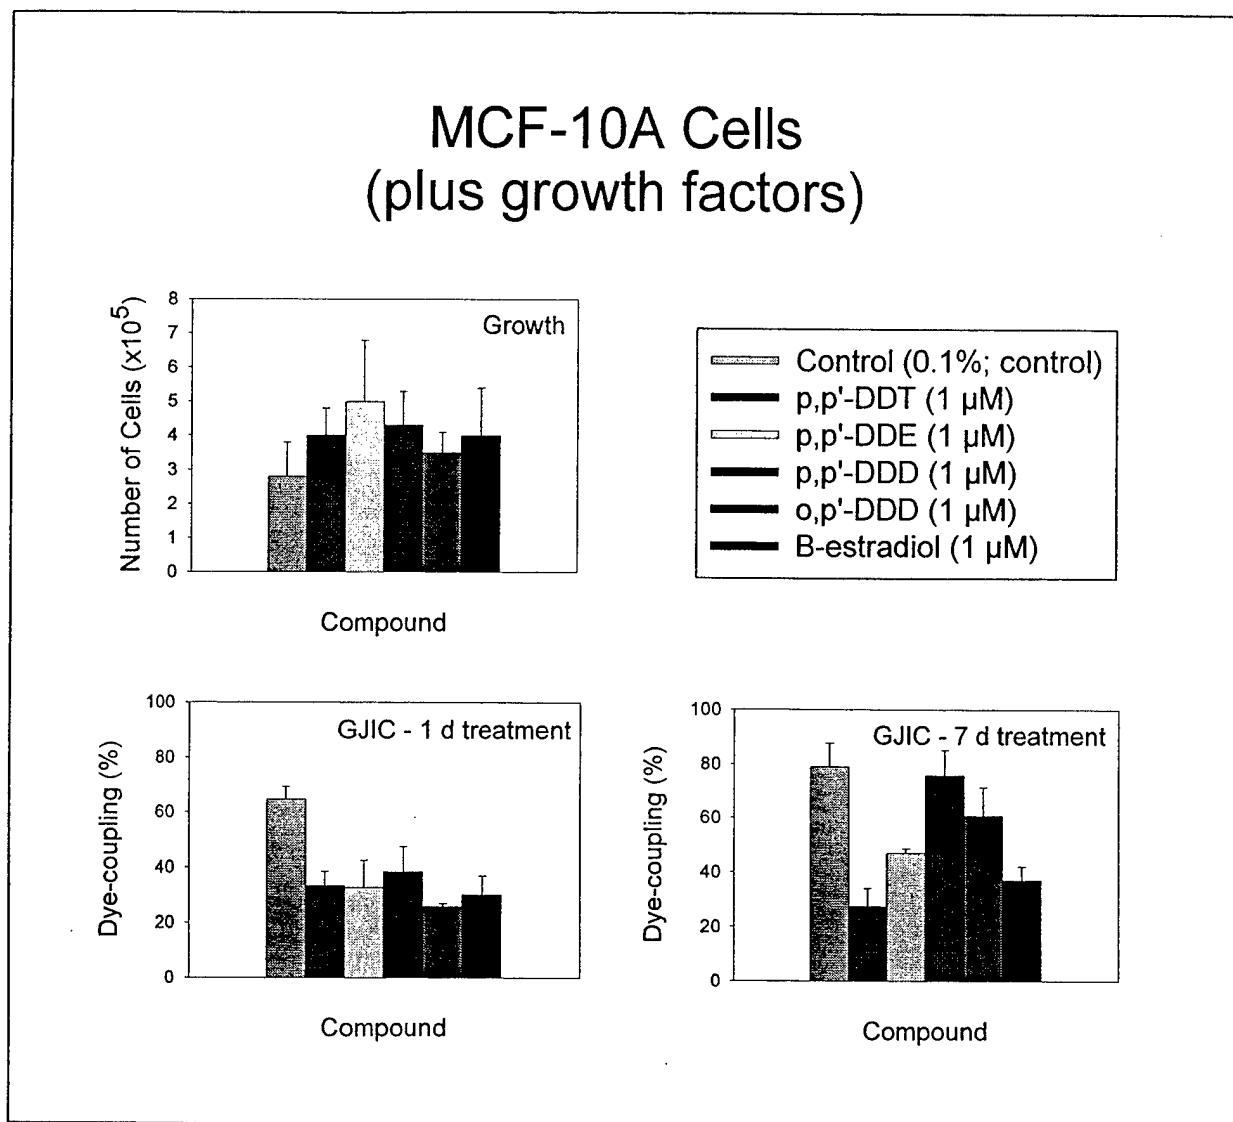 MCF-10A Cells
(plus growth factors)
Number of Cells (x10^5)
8
7
6
5
4
3
2
1
0
Growth
Compound
Control (0.1%; control)
p,p'-DDT (1 µM)
p,p'-DDE (1 µM)
p,p'-DDD (1 µM)
o,p'-DDD (1 µM)
B-estradiol (1 µM)
Dye-coupling (%)
100
80
60
40
20
0
GJIC - 1 d treatment
Compound
Dye-coupling (%)
100
80
60
40
20
0
GJIC - 7 d treatment
Compound